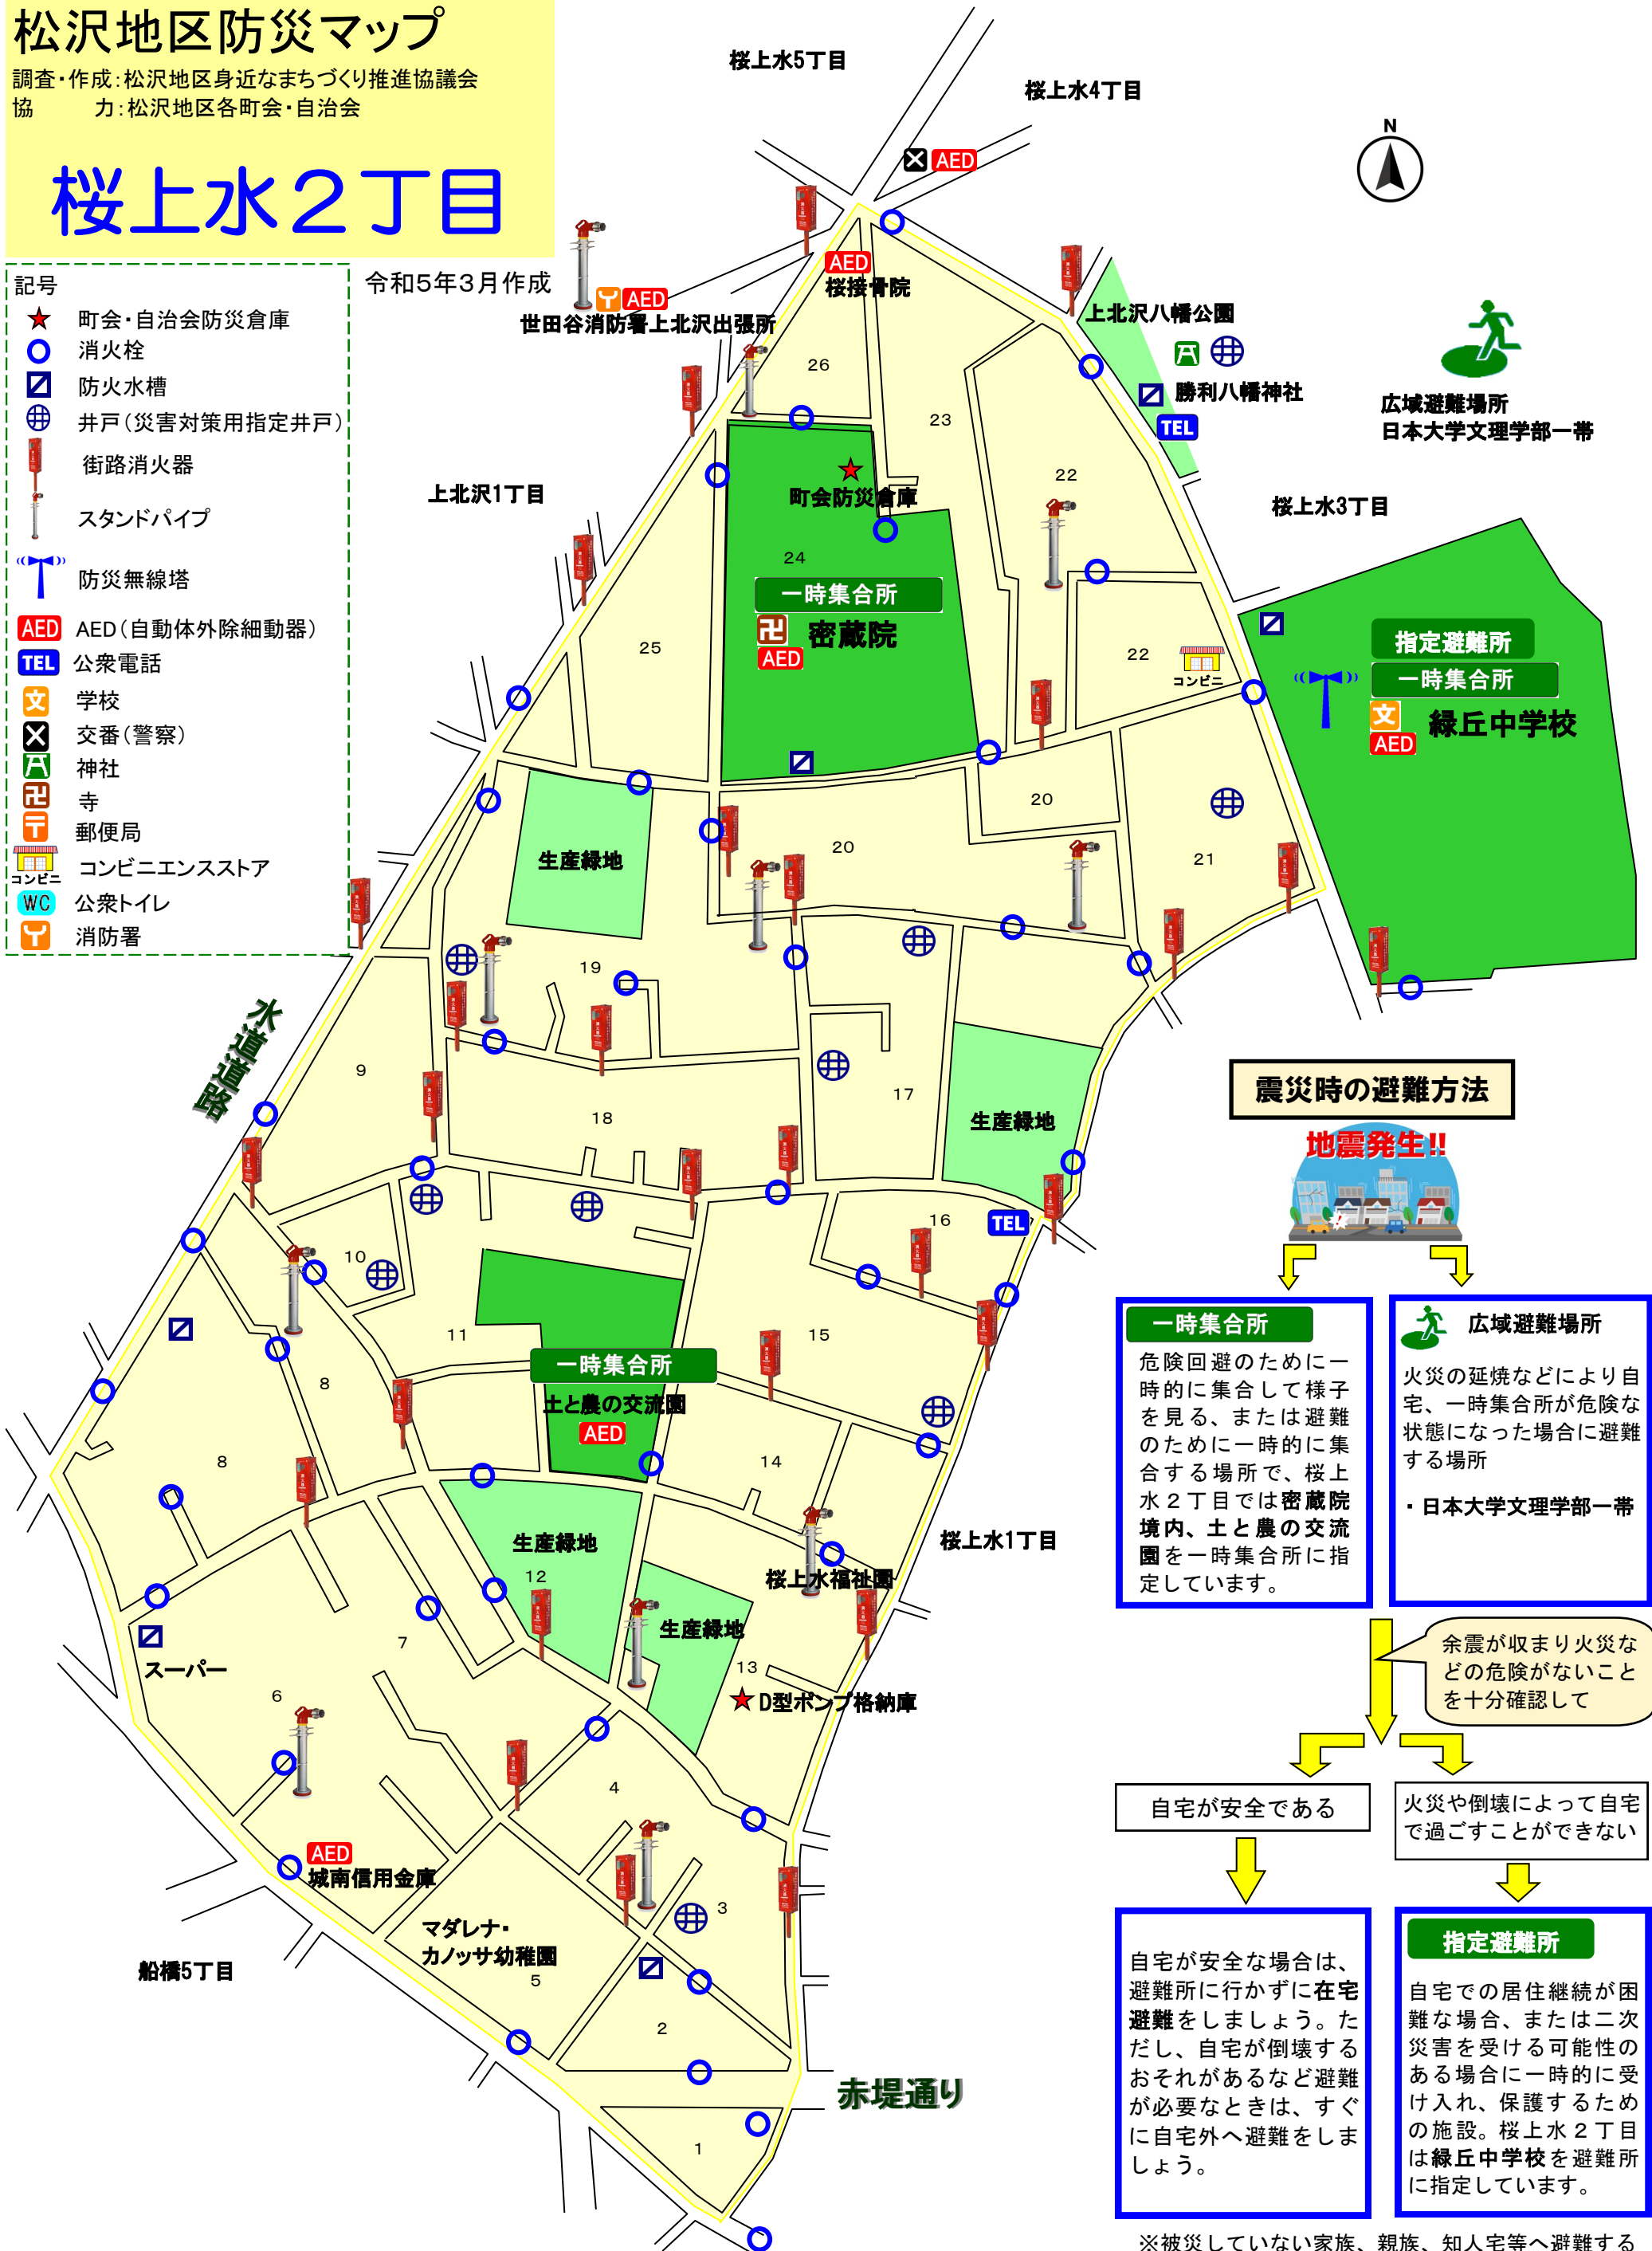 松沢地区防災マップ
調査・作成：松沢地区身近なまちづくり推進協議会
協　　力：松沢地区各町会・自治会
桜上水２丁目
令和5年3月作成
記号
町会・自治会防災倉庫
消火栓
防火水槽
井戸（災害対策用指定井戸）
街路消火器
スタンドパイプ
防災無線塔
AED AED（自動体外除細動器）
TEL 公衆電話
文 学校
交番（警察）
神社
卍 寺
〒 郵便局
コンビニ コンビニエンスストア
WC 公衆トイレ
消防署
桜上水5丁目
桜上水4丁目
N
AED
AED
桜接骨院
AED
世田谷消防署上北沢出張所
上北沢八幡公園
勝利八幡神社
TEL
広域避難場所
日本大学文理学部一帯
26
23
22
上北沢1丁目
町会防災倉庫
桜上水3丁目
24
一時集合所
卍 密蔵院
AED
25
22
コンビニ
指定避難所
一時集合所
文 緑丘中学校
AED
20
20
21
生産緑地
19
水道道路
9
18
17
生産緑地
16
TEL
10
11
15
8
8
一時集合所
土と農の交流園
AED
14
生産緑地
12
桜上水福祉園
桜上水1丁目
生産緑地
13
D型ポンプ格納庫
7
スーパー
6
4
AED
城南信用金庫
マダレナ・
カノッサ幼稚園
5
3
船橋5丁目
2
赤堤通り
1
震災時の避難方法
地震発生!!
一時集合所
危険回避のために一
時的に集合して様子
を見る、または避難
のために一時的に集
合する場所で、桜上
水２丁目では密蔵院
境内、土と農の交流
園を一時集合所に指
定しています。
広域避難場所
火災の延焼などにより自
宅、一時集合所が危険な
状態になった場合に避難
する場所
・日本大学文理学部一帯
余震が収まり火災な
どの危険がないこと
を十分確認して
自宅が安全である
火災や倒壊によって自宅
で過ごすことができない
自宅が安全な場合は、
避難所に行かずに在宅
避難をしましょう。た
だし、自宅が倒壊する
おそれがあるなど避難
が必要なときは、すぐ
に自宅外へ避難をしま
しょう。
指定避難所
自宅での居住継続が困
難な場合、または二次
災害を受ける可能性の
ある場合に一時的に受
け入れ、保護するため
の施設。桜上水２丁目
は緑丘中学校を避難所
に指定しています。
※被災していない家族、親族、知人宅等へ避難する